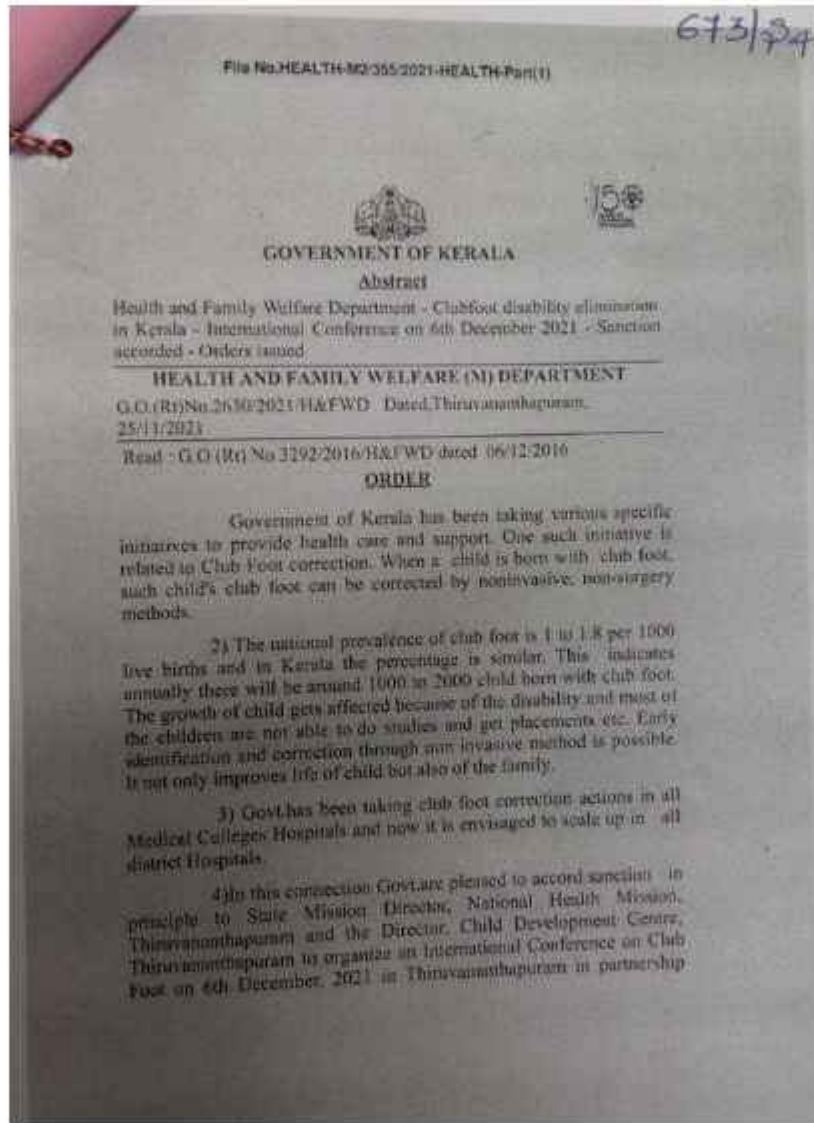 673/34
File No.HEALTH-M2/355/2021-HEALTH-Part(1)
150
GOVERNMENT OF KERALA
Abstract
Health and Family Welfare Department - Clubfoot disability elimination
in Kerala - International Conference on 6th December 2021 - Sanction
accorded - Orders issued
HEALTH AND FAMILY WELFARE (M) DEPARTMENT
G.O.(Rt)No.2630/2021/H&FWD Dated,Thiruvananthapuram,
25/11/2021
Read : G.O (Rt) No 3292/2016/H&FWD dated 06/12/2016
ORDER
Government of Kerala has been taking various specific
initiatives to provide health care and support. One such initiative is
related to Club Foot correction. When a child is born with club foot,
such child's club foot can be corrected by noninvasive, non-surgery
methods.
2) The national prevalence of club foot is 1 to 1.8 per 1000
live births and in Kerala the percentage is similar. This indicates
annually there will be around 1000 to 2000 child born with club foot.
The growth of child gets affected because of the disability and most of
the children are not able to do studies and get placements etc. Early
identification and correction through non invasive method is possible.
It not only improves life of child but also of the family.
3) Govt.has been taking club foot correction actions in all
Medical Colleges Hospitals and now it is envisaged to scale up in all
district Hospitals.
4)In this connection Govt.are pleased to accord sanction in
principle to State Mission Director, National Health Mission,
Thiruvananthapuram and the Director, Child Development Centre,
Thiruvananthapuram to organize an International Conference on Club
Foot on 6th December, 2021 in Thiruvananthapuram in partnership